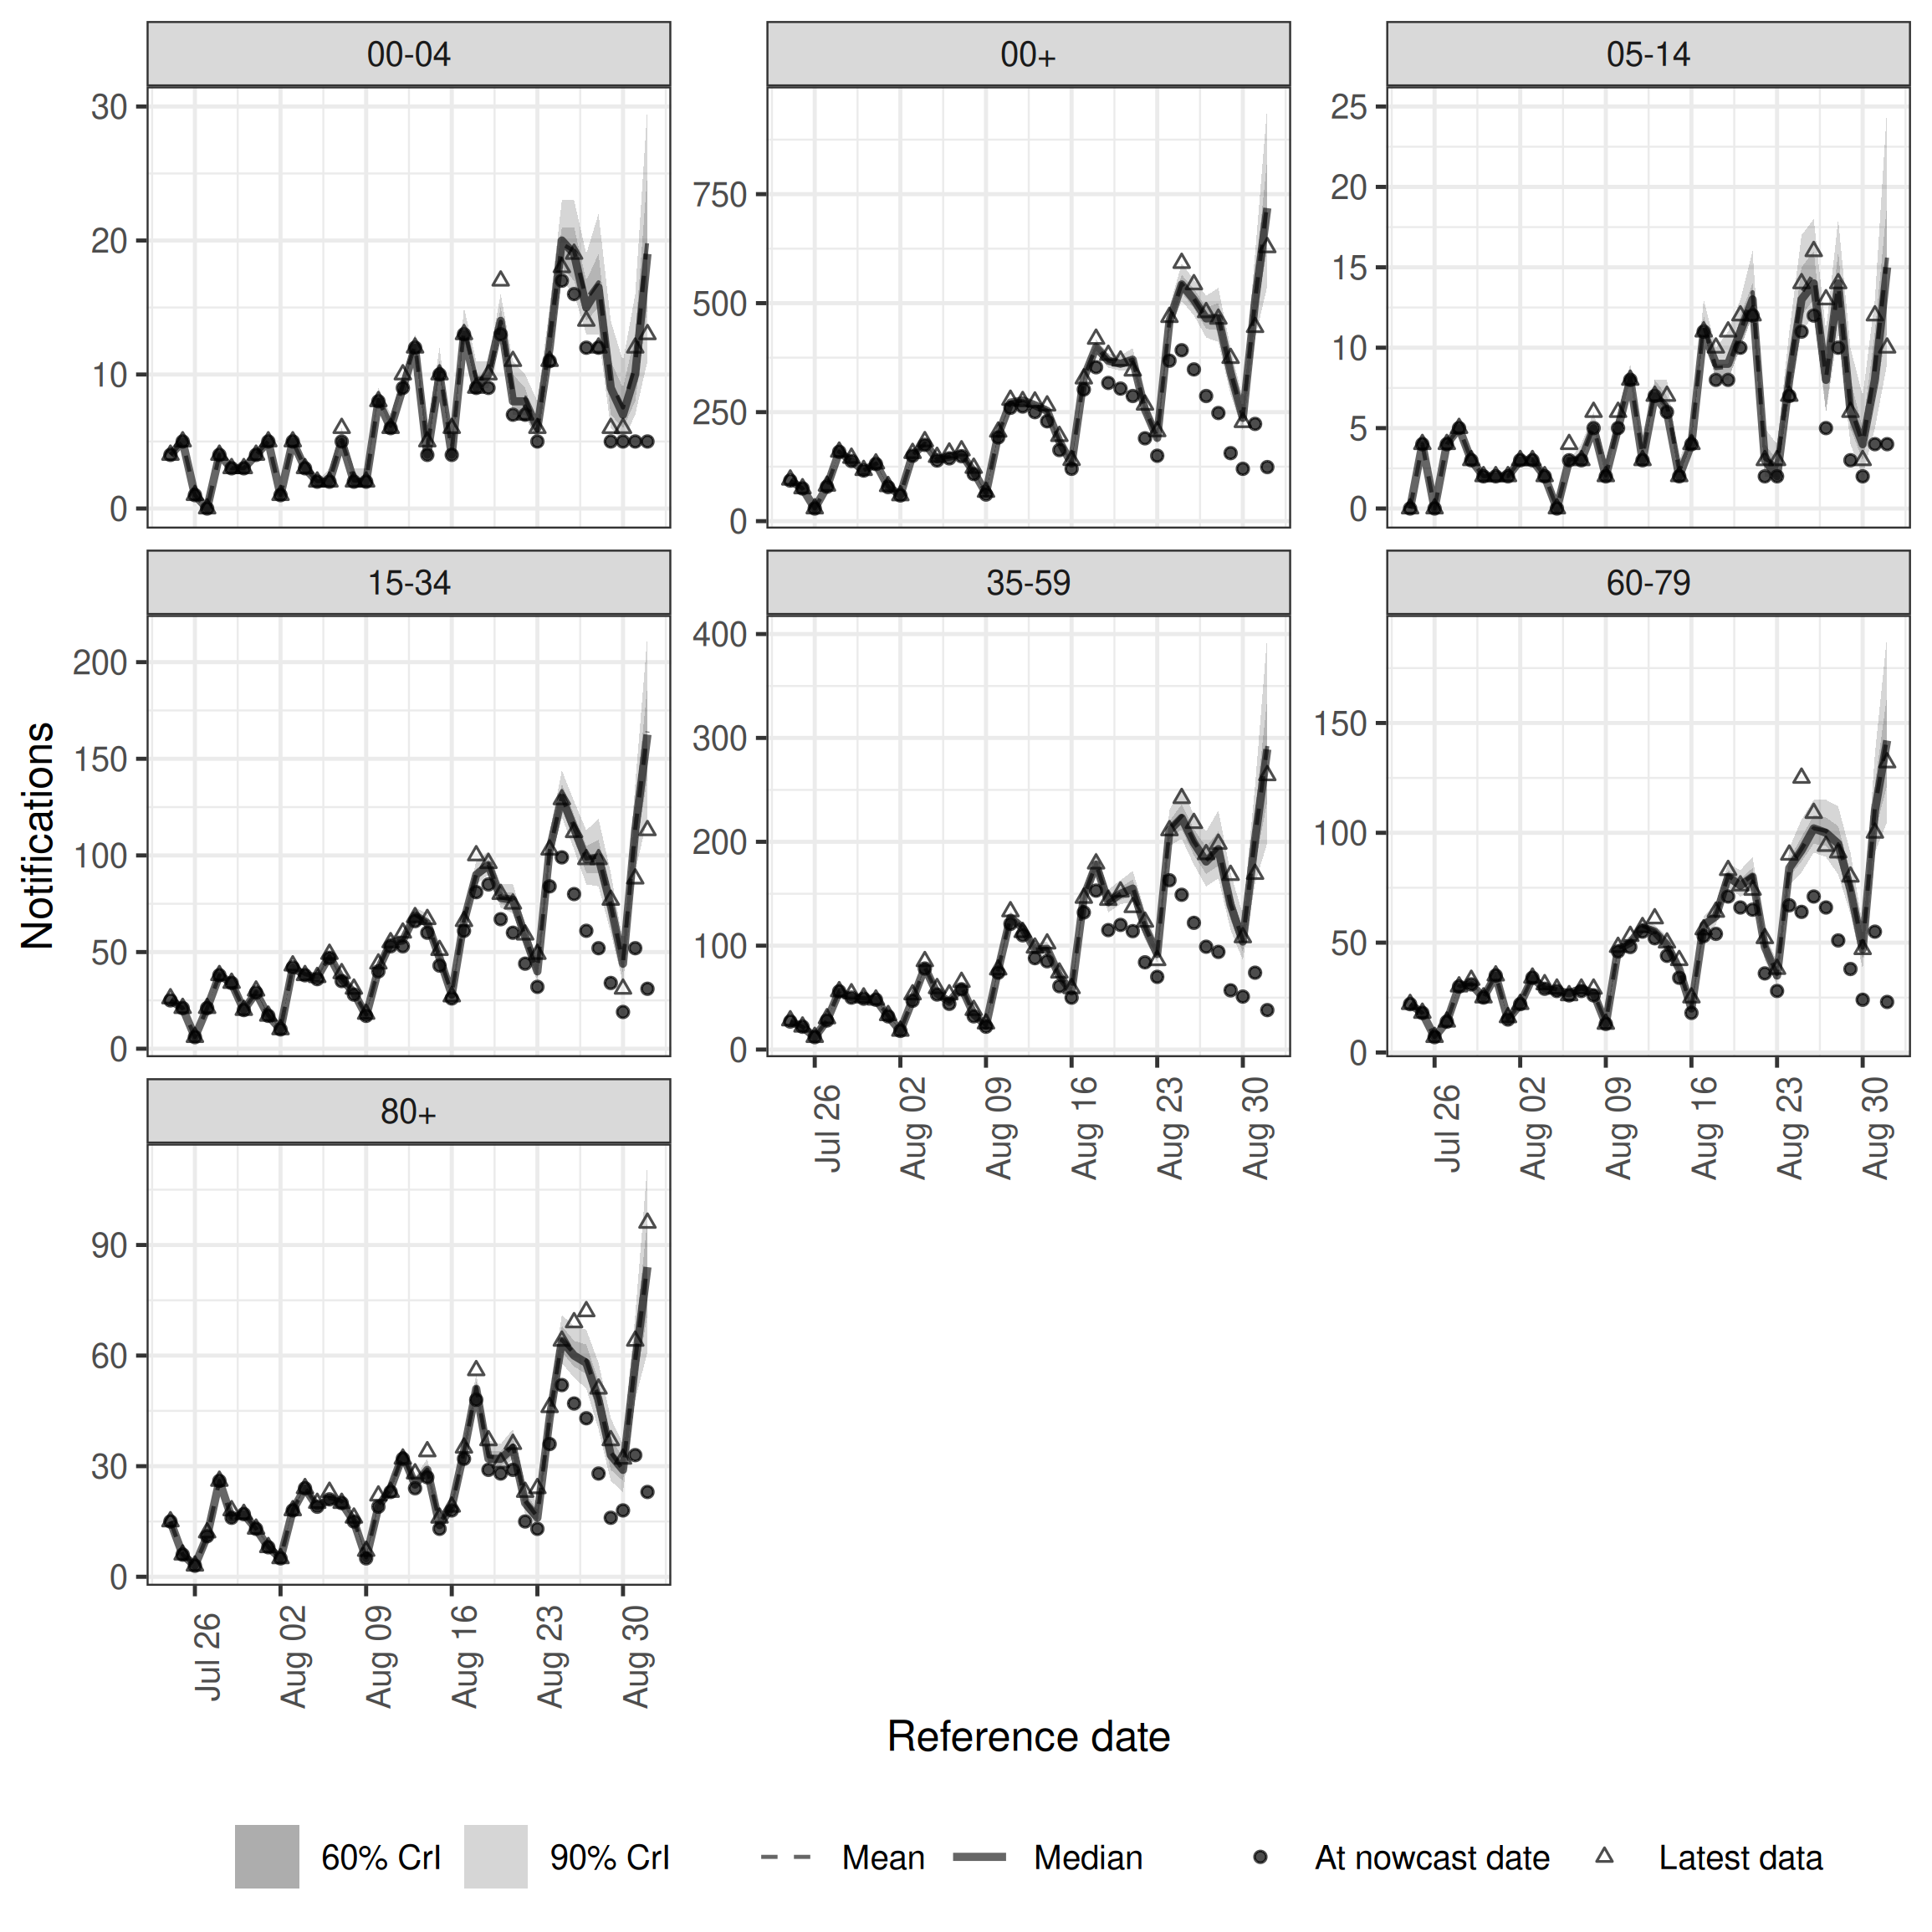 00-04
00+
05-14
30
20
10
0
750
500
250
0
25
20
15
10
5
0
15-34
35-59
60-79
200
150
100
50
0
400
300
200
100
0
150
100
50
0
Jul 26
Aug 02
Aug 09
Aug 16
Aug 23
Aug 30
Jul 26
Aug 02
Aug 09
Aug 16
Aug 23
Aug 30
80+
90
60
30
0
Jul 26
Aug 02
Aug 09
Aug 16
Aug 23
Aug 30
Notifications
Reference date
60% CrI
90% CrI
Mean
Median
At nowcast date
Latest data